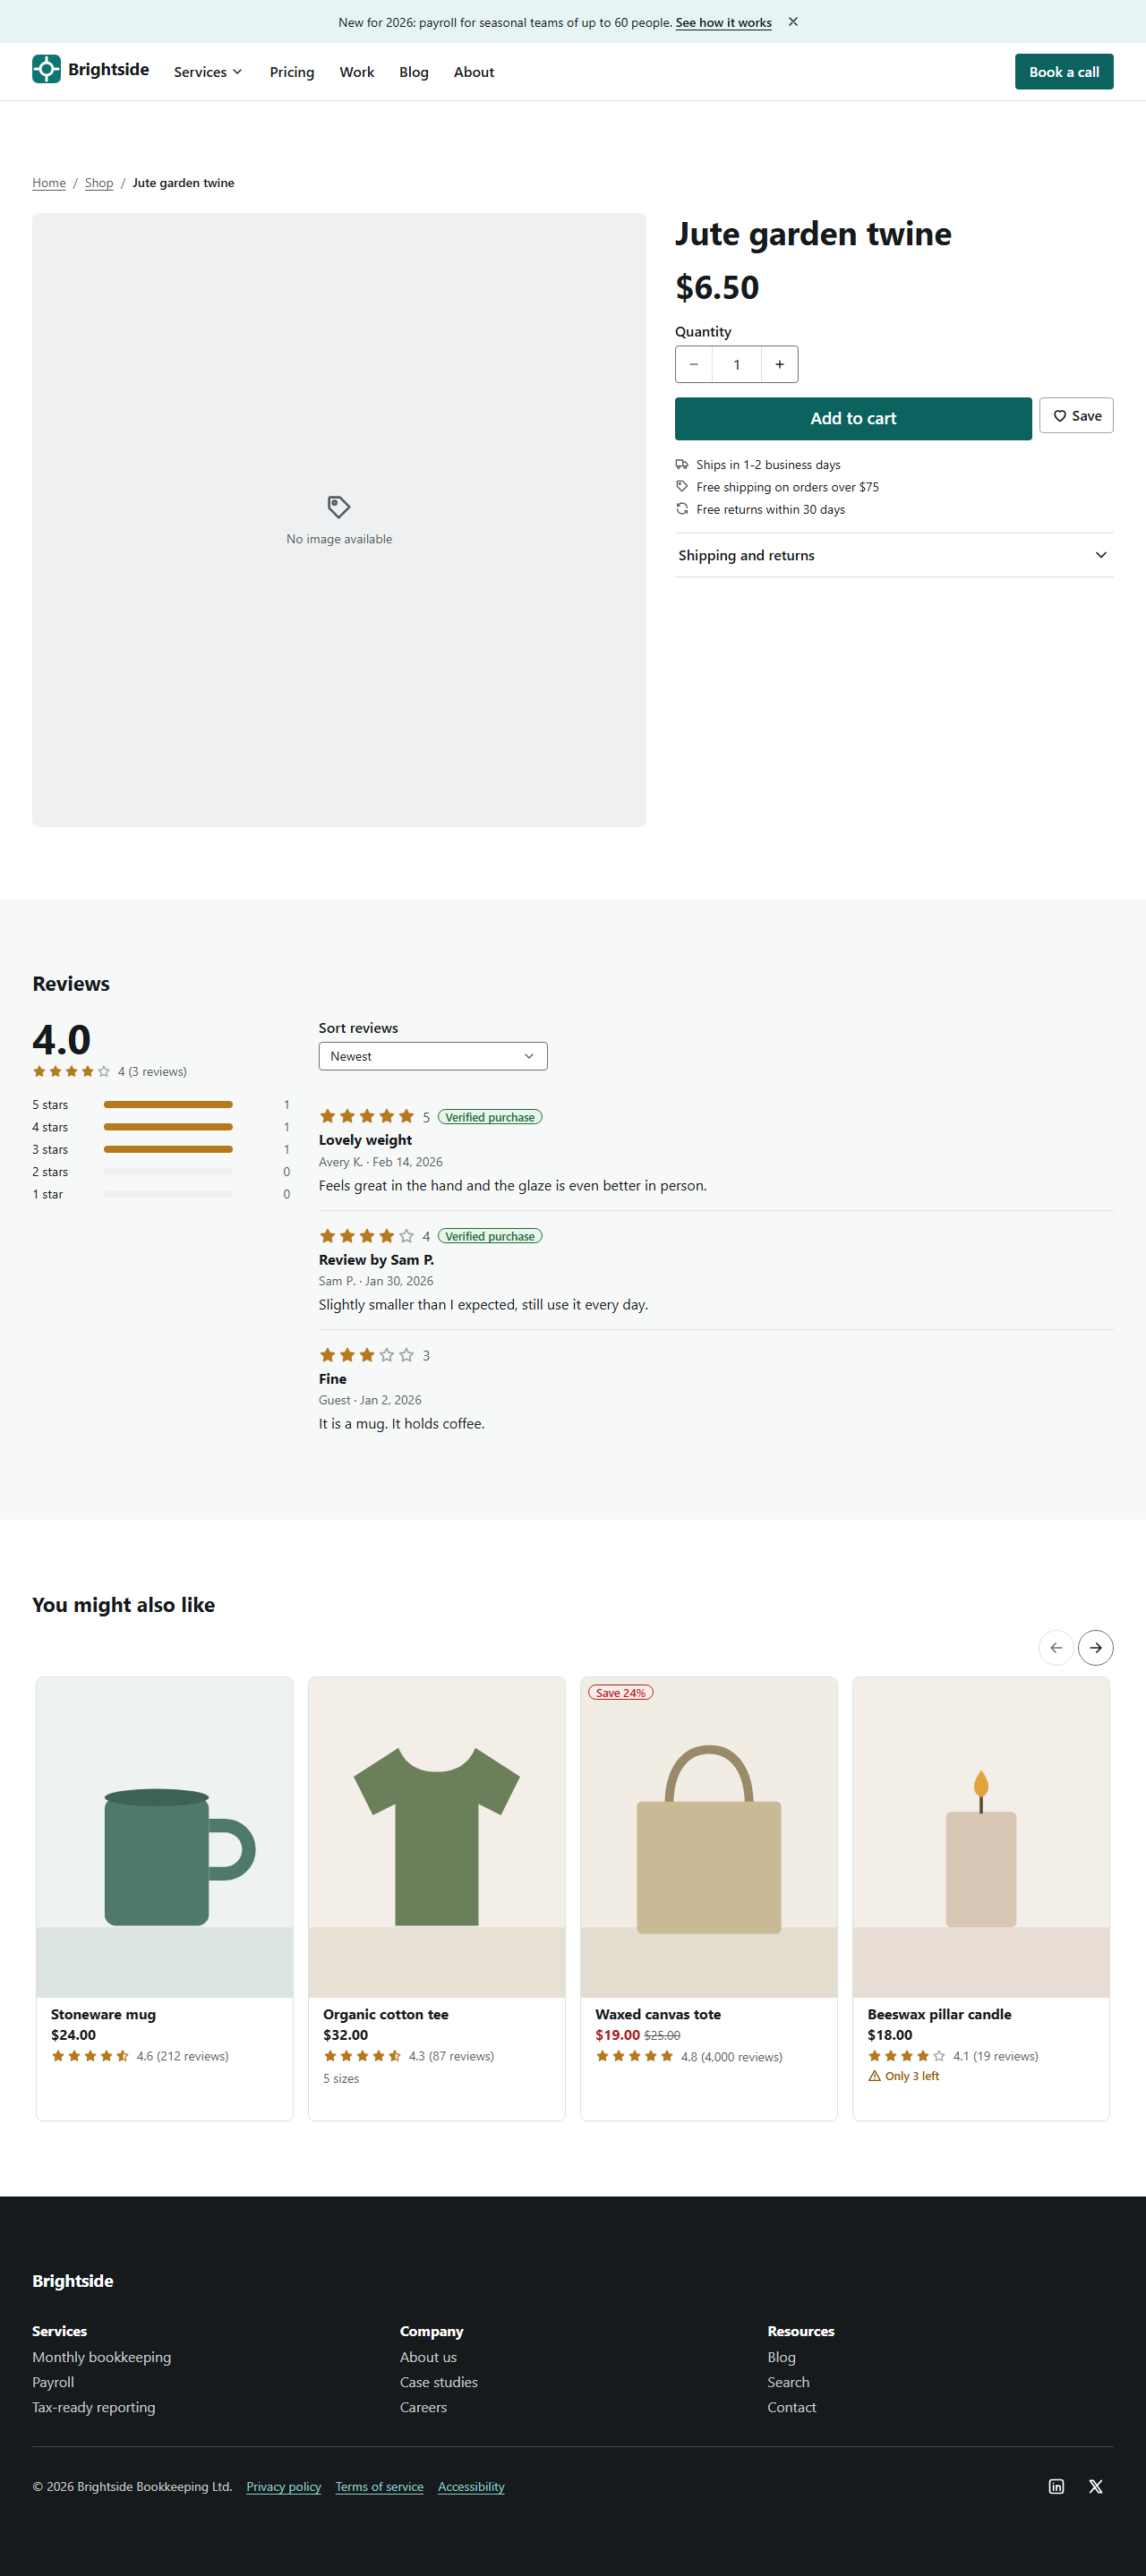 New for 2026: payroll for seasonal teams of up to 60 people. See how it works
Brightside
Services
Pricing
Work
Blog
About
Book a call
Home / Shop / Jute garden twine
No image available
Jute garden twine
$6.50
Quantity
− 1 +
Add to cart
Save
Ships in 1-2 business days
Free shipping on orders over $75
Free returns within 30 days
Shipping and returns
Reviews
4.0
4 (3 reviews)
5 stars 1
4 stars 1
3 stars 1
2 stars 0
1 star 0
Sort reviews
Newest
5 Verified purchase
Lovely weight
Avery K. · Feb 14, 2026
Feels great in the hand and the glaze is even better in person.
4 Verified purchase
Review by Sam P.
Sam P. · Jan 30, 2026
Slightly smaller than I expected, still use it every day.
3
Fine
Guest · Jan 2, 2026
It is a mug. It holds coffee.
You might also like
Stoneware mug
$24.00
4.6 (212 reviews)
Organic cotton tee
$32.00
4.3 (87 reviews)
5 sizes
Save 24%
Waxed canvas tote
$19.00 $25.00
4.8 (4,000 reviews)
Beeswax pillar candle
$18.00
4.1 (19 reviews)
Only 3 left
Brightside
Services
Monthly bookkeeping
Payroll
Tax-ready reporting
Company
About us
Case studies
Careers
Resources
Blog
Search
Contact
© 2026 Brightside Bookkeeping Ltd. Privacy policy Terms of service Accessibility